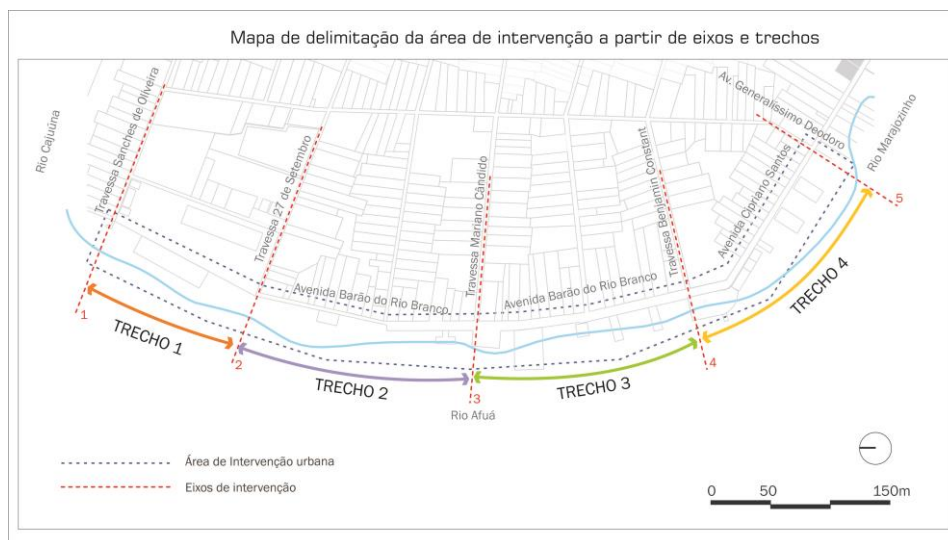 Mapa de delimitação da área de intervenção a partir de eixos e trechos
Rio Cajuúna
Travessa Sanches de Oliveira
Travessa 27 de Setembro
Travessa Mariano Cândido
Travessa Benjamin Constant
Av. Generalíssimo Deodoro
Rio Marajozinho
Avenida Cipriano Santos
Avenida Barão do Rio Branco
Avenida Barão do Rio Branco
1
2
3
4
5
TRECHO 1
TRECHO 2
TRECHO 3
TRECHO 4
Rio Afuá
Área de Intervenção urbana
Eixos de intervenção
0 50 150m